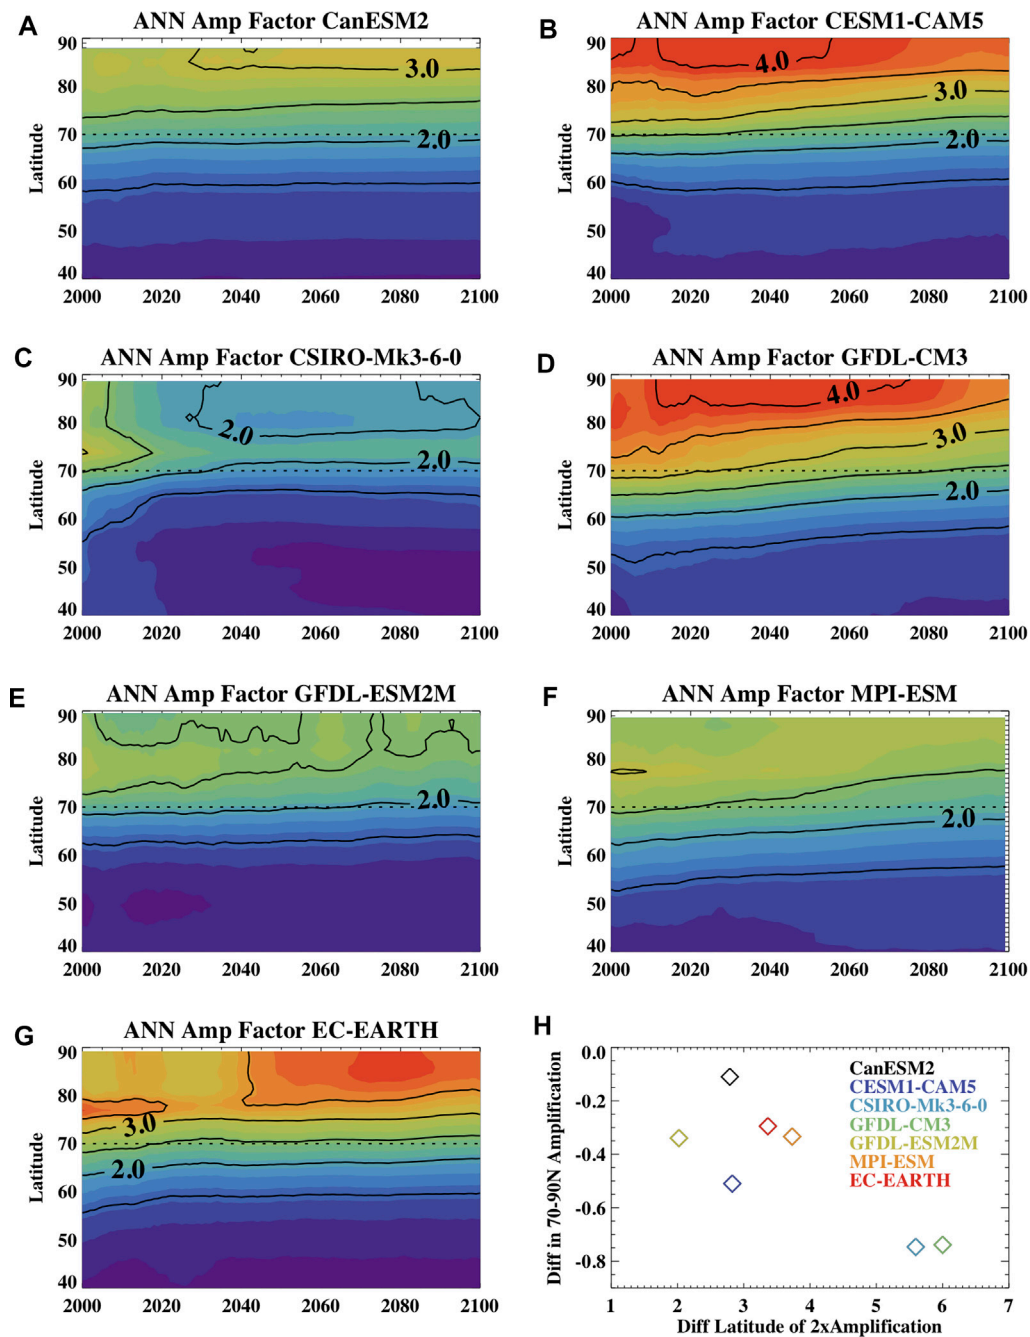 A
ANN Amp Factor CanESM2
90
80
70
60
50
40
Latitude
3.0
2.0
2000 2020 2040 2060 2080 2100
B
ANN Amp Factor CESM1-CAM5
90
80
70
60
50
40
Latitude
4.0
3.0
2.0
2000 2020 2040 2060 2080 2100
C
ANN Amp Factor CSIRO-Mk3-6-0
90
80
70
60
50
40
Latitude
2.0
2.0
2000 2020 2040 2060 2080 2100
D
ANN Amp Factor GFDL-CM3
90
80
70
60
50
40
Latitude
4.0
3.0
2.0
2000 2020 2040 2060 2080 2100
E
ANN Amp Factor GFDL-ESM2M
90
80
70
60
50
40
Latitude
2.0
2000 2020 2040 2060 2080 2100
F
ANN Amp Factor MPI-ESM
90
80
70
60
50
40
Latitude
2.0
2000 2020 2040 2060 2080 2100
G
ANN Amp Factor EC-EARTH
90
80
70
60
50
40
Latitude
3.0
2.0
2000 2020 2040 2060 2080 2100
H
0.0
-0.2
-0.4
-0.6
-0.8
Diff in 70-90N Amplification
CanESM2
CESM1-CAM5
CSIRO-Mk3-6-0
GFDL-CM3
GFDL-ESM2M
MPI-ESM
EC-EARTH
1 2 3 4 5 6 7
Diff Latitude of 2xAmplification